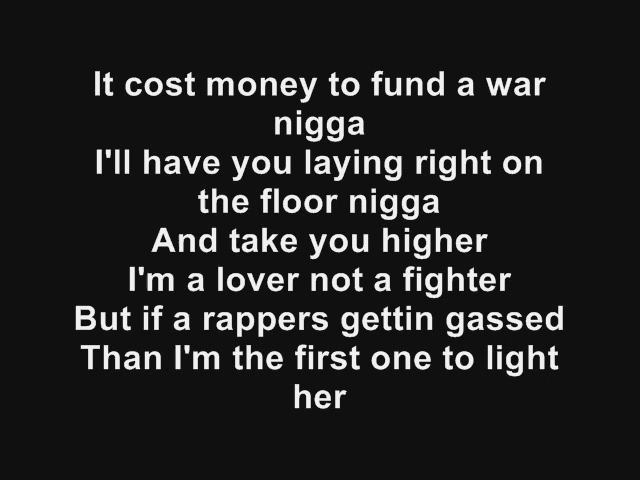 It cost money to fund a war
nigga
I'll have you laying right on
the floor nigga
And take you higher
I'm a lover not a fighter
But if a rappers gettin gassed
Than I'm the first one to light
her